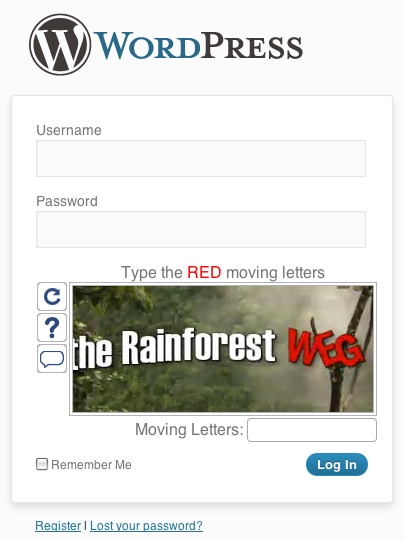 WORDPRESS
Username
Password
Type the RED moving letters
the Rainforest WEG
Moving Letters:
Remember Me
Log In
Register | Lost your password?